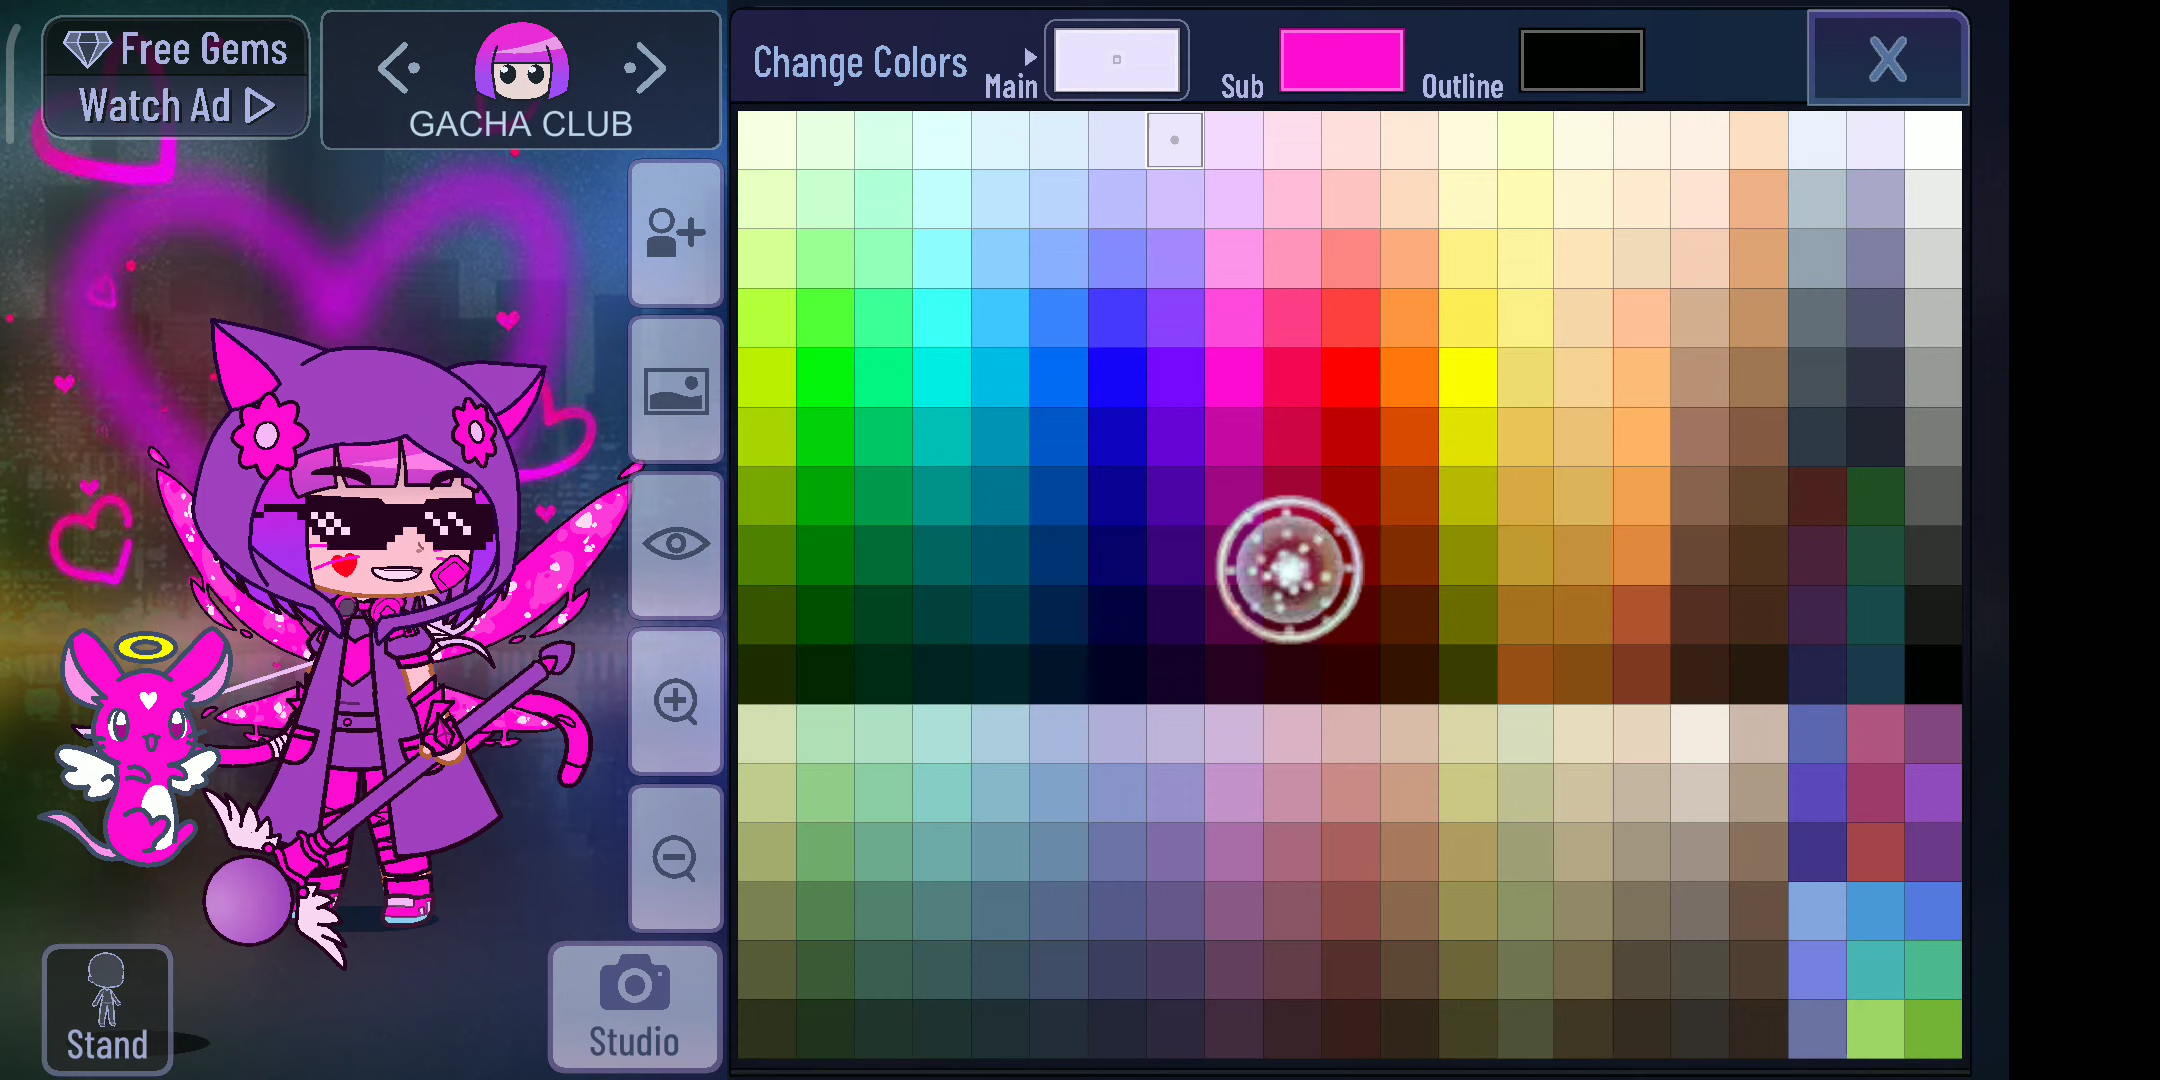 Free Gems
Watch Ad
GACHA CLUB
Change Colors
Main
Sub
Outline
X
Stand
Studio